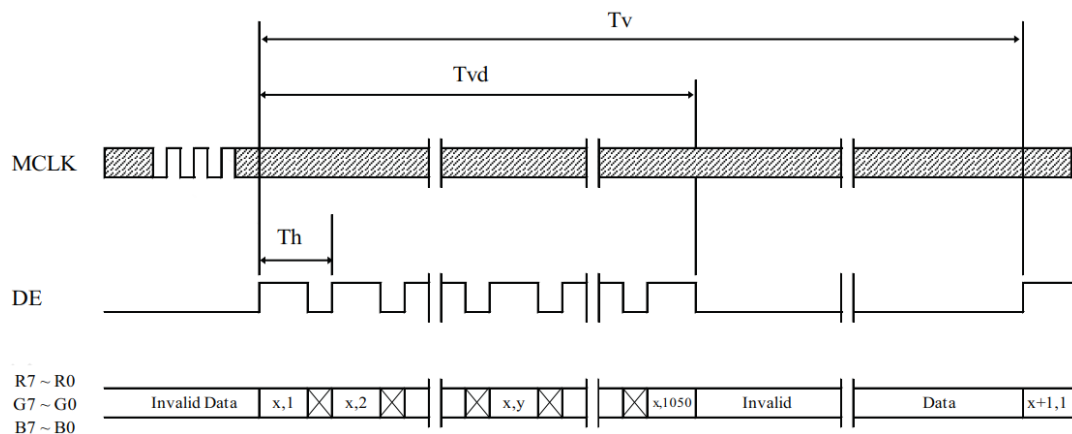 Tv
Tvd
MCLK
Th
DE
R7 ~ R0
G7 ~ G0
B7 ~ B0
Invalid Data
x,1
x,2
x,y
x,1050
Invalid
Data
x+1,1